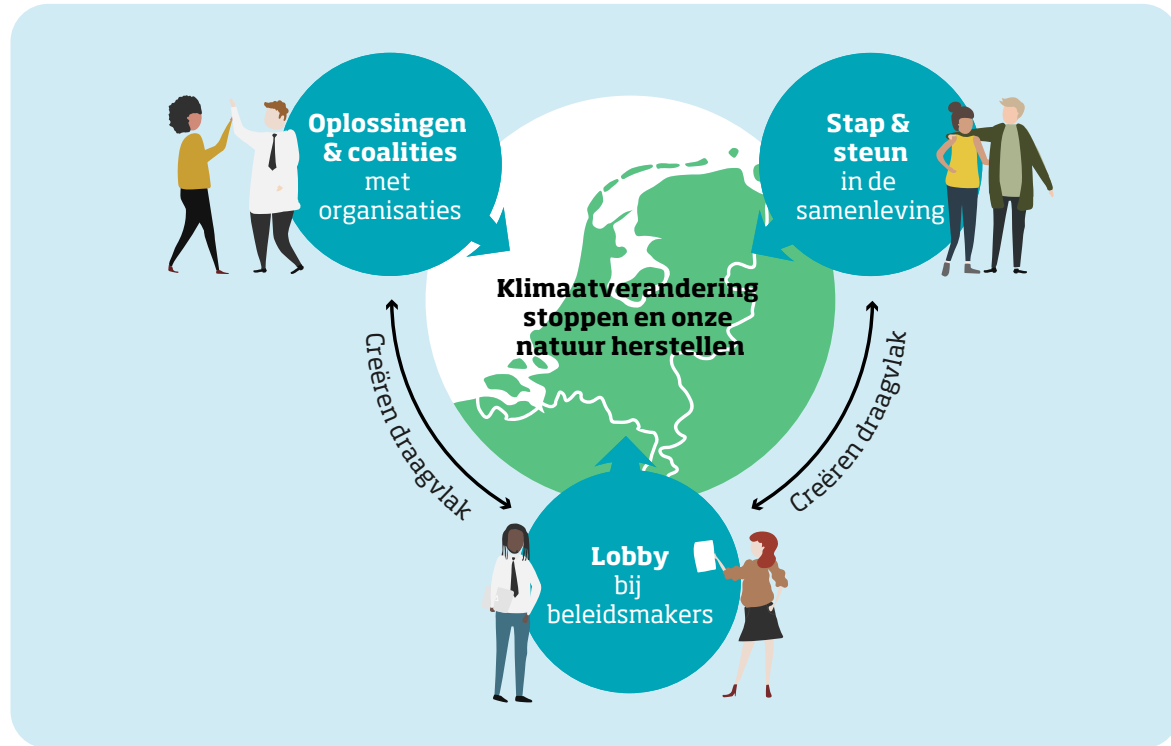 Oplossingen
& coalities
met
organisaties
Stap &
steun
in de
samenleving
Klimaatverandering
stoppen en onze
natuur herstellen
Creëren draagvlak
Creëren draagvlak
Lobby
bij
beleidsmakers